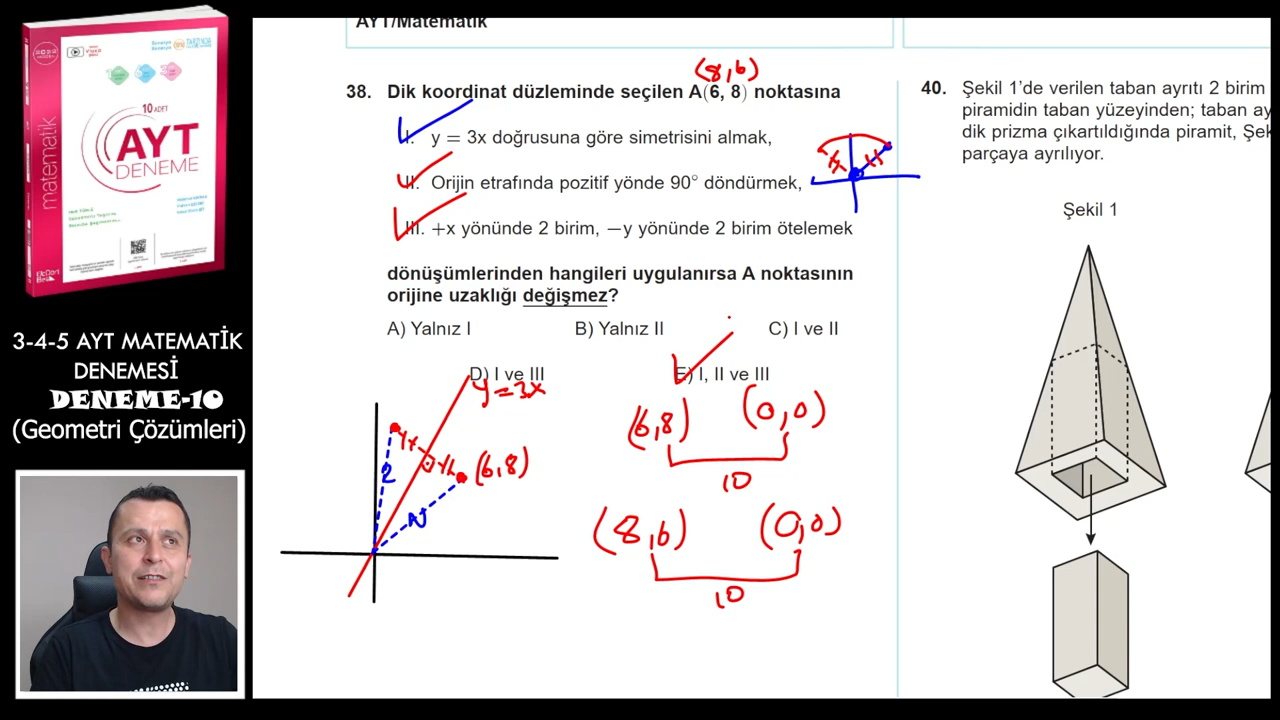 AYT/Matematik
10 ADET
AYT
DENEME
matematik
3-4-5 AYT MATEMATİK
DENEMESİ
DENEME-10
(Geometri Çözümleri)
(8,6)
38. Dik koordinat düzleminde seçilen A(6, 8) noktasına
I. y = 3x doğrusuna göre simetrisini almak,
II. Orijin etrafında pozitif yönde 90° döndürmek,
III. +x yönünde 2 birim, −y yönünde 2 birim ötelemek
dönüşümlerinden hangileri uygulanırsa A noktasının
orijine uzaklığı değişmez?
A) Yalnız I
B) Yalnız II
C) I ve II
D) I ve III
E) I, II ve III
y=3x
(6,8)
(6,8) (0,0)
10
(8,6) (0,0)
10
40. Şekil 1'de verilen taban ayrıtı 2 birim
piramidin taban yüzeyinden; taban ay
dik prizma çıkartıldığında piramit, Şek
parçaya ayrılıyor.
Şekil 1